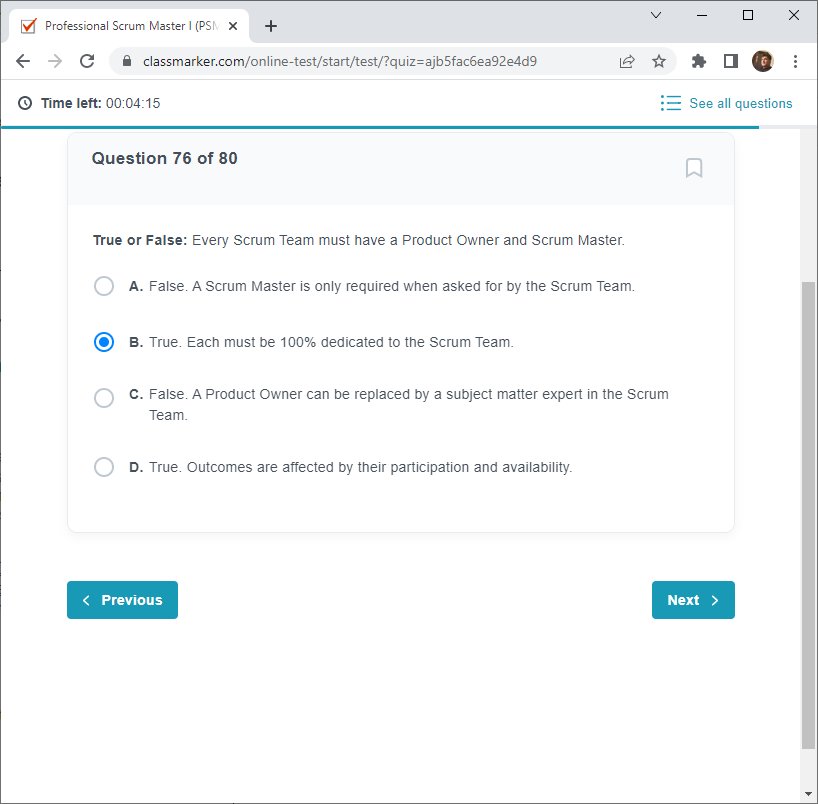 Professional Scrum Master I (PSM
classmarker.com/online-test/start/test/?quiz=ajb5fac6ea92e4d9
Time left: 00:04:15
See all questions
Question 76 of 80
True or False: Every Scrum Team must have a Product Owner and Scrum Master.
A. False. A Scrum Master is only required when asked for by the Scrum Team.
B. True. Each must be 100% dedicated to the Scrum Team.
C. False. A Product Owner can be replaced by a subject matter expert in the Scrum
Team.
D. True. Outcomes are affected by their participation and availability.
Previous
Next